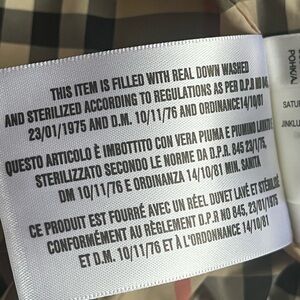 THIS ITEM IS FILLED WITH REAL DOWN WASHED
AND STERILIZED ACCORDING TO REGULATIONS AS PER D.P.R NO 845,
23/01/1975 AND D.M. 10/11/76 AND ORDINANCE14/10/81
QUESTO ARTICOLO È IMBOTTITO CON VERA PIUMA E PIUMINO
STERILIZZATO SECONDO LE NORME DA D.P.R. 845 23/1/75,
DM 10/11/76 E ORDINANZA 14/10/81 MIN. SANITA
CE PRODUIT EST FOURRÉ AVEC UN RÉEL DUVET LAVÉ ET STÉRILISÉ
CONFORMÉMENT AU RÈGLEMENT D.P.R NO 845, 23/01/1975
ET D.M. 10/11/76 ET À L'ORDONNANCE 14/10/81
SATU
JINKLU